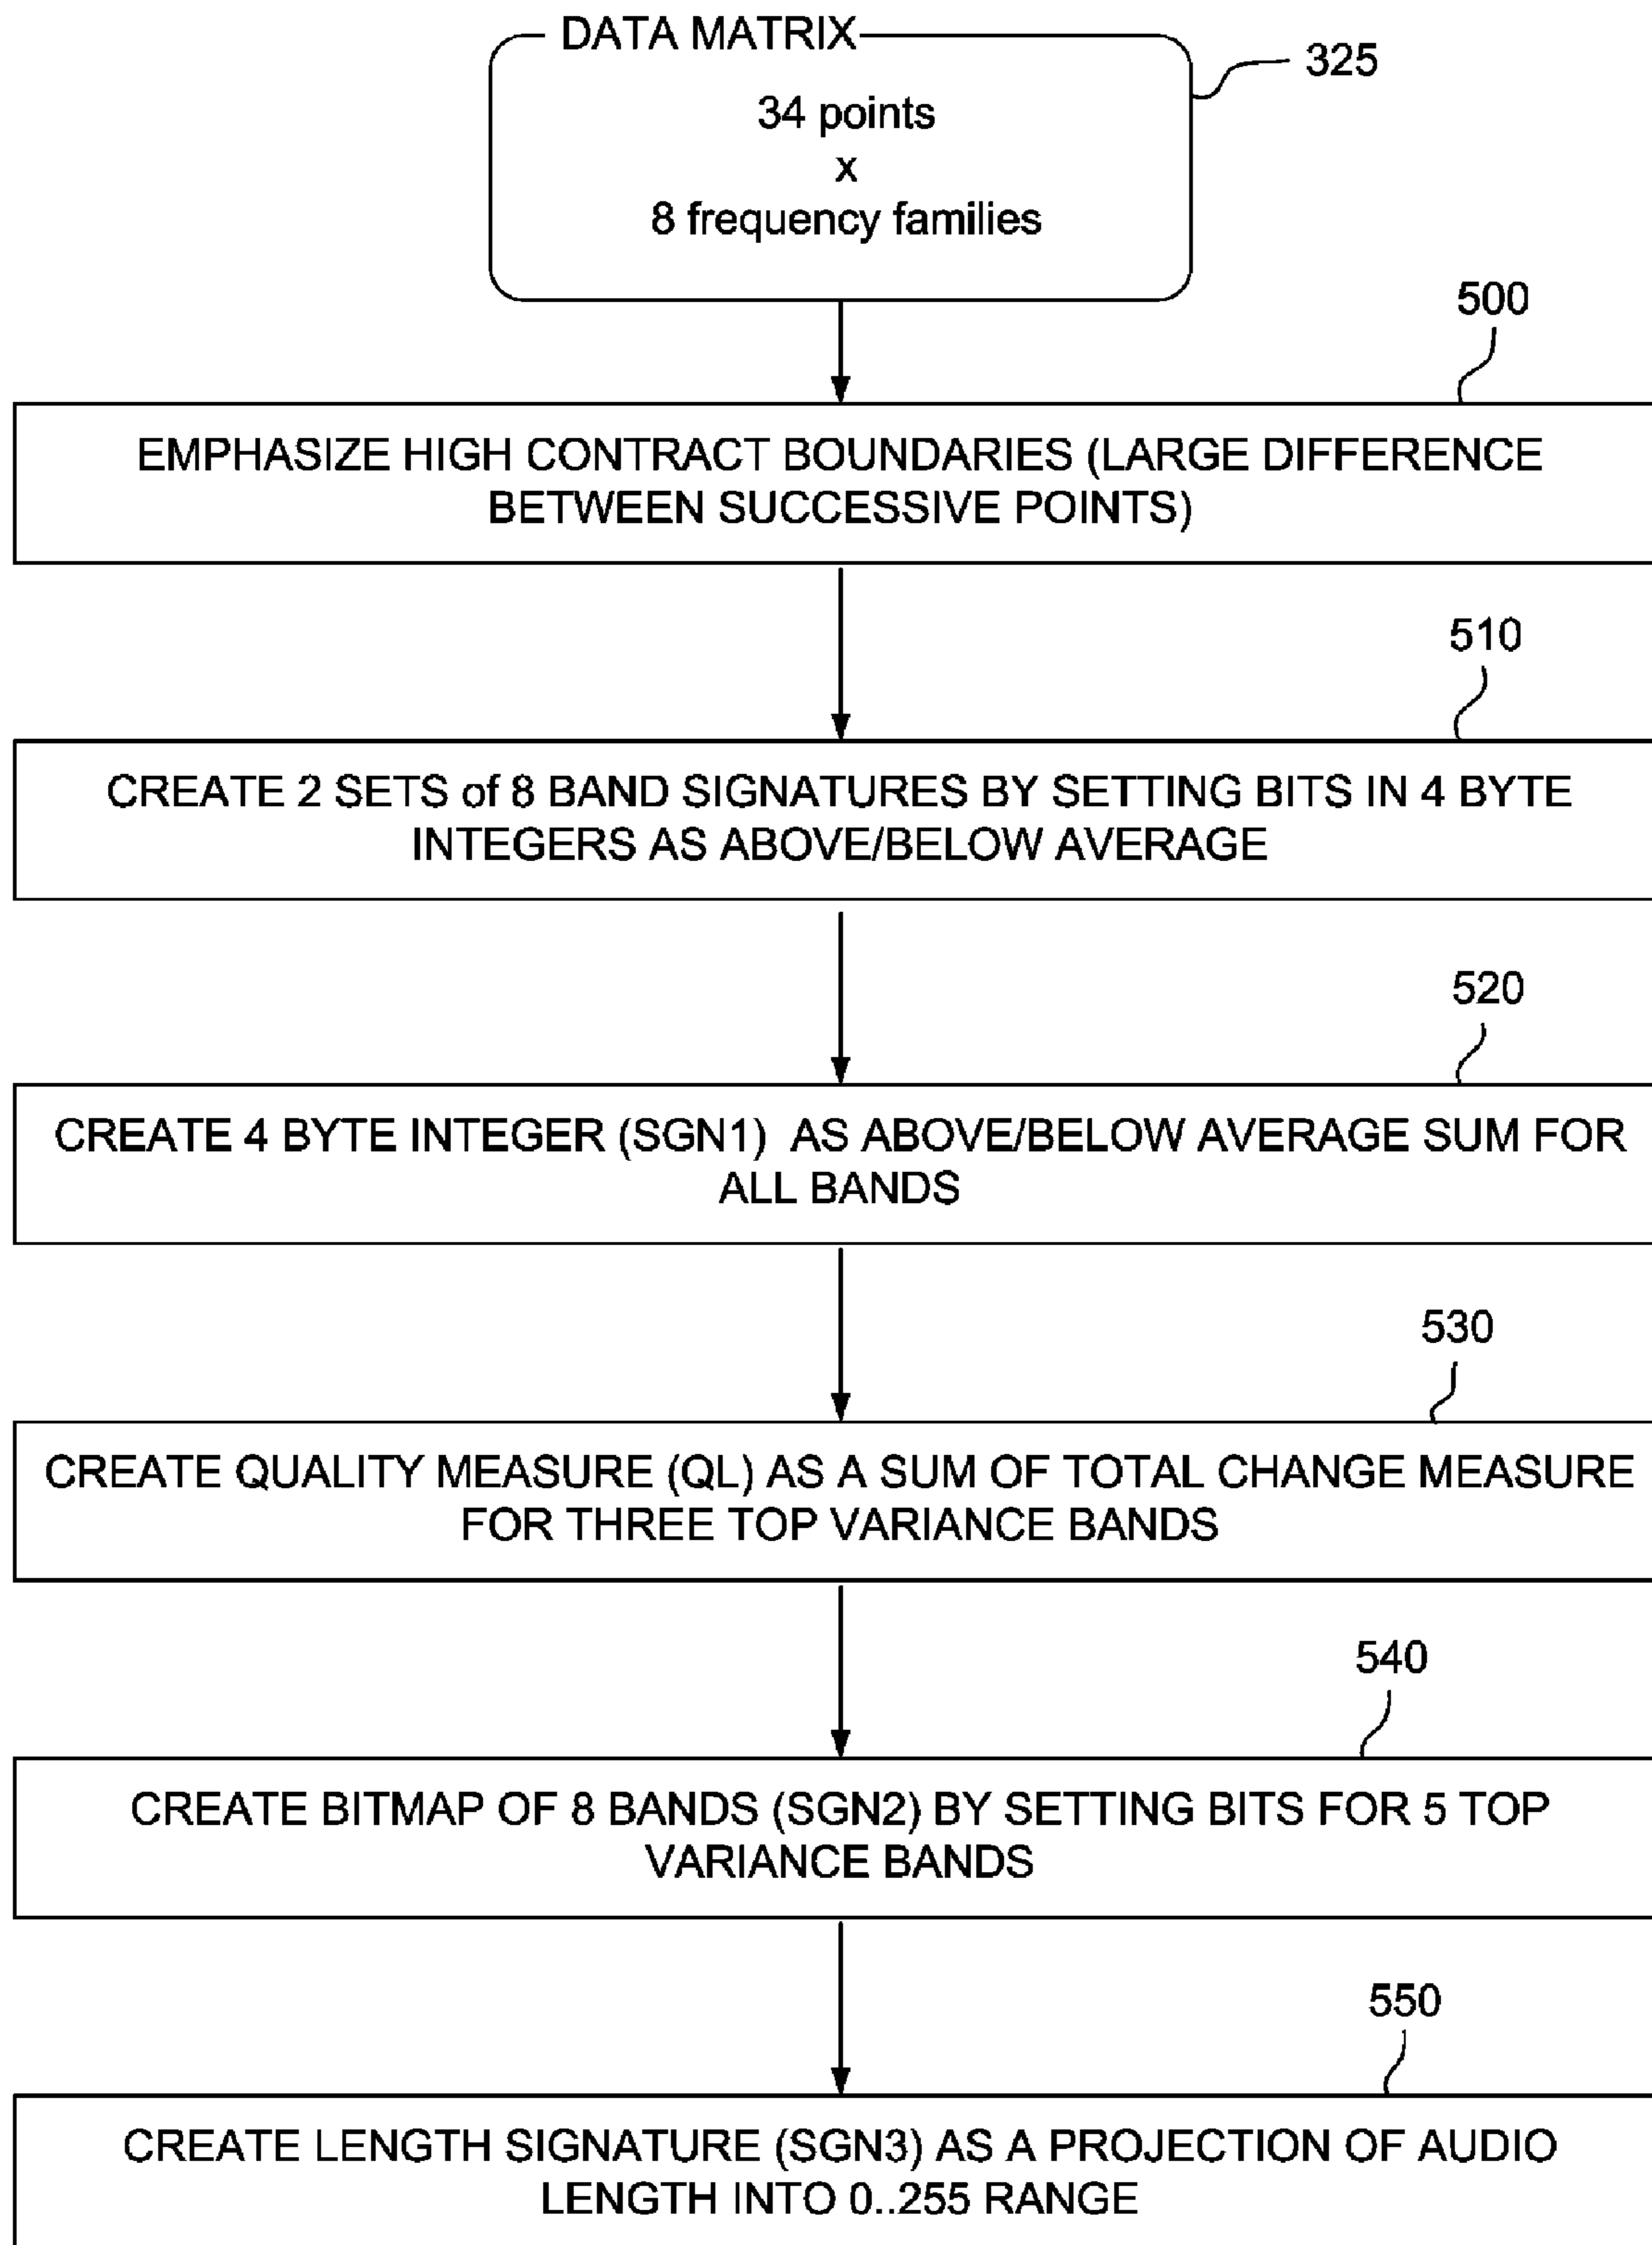 DATA MATRIX
325
34 points
x
8 frequency families
500
EMPHASIZE HIGH CONTRACT BOUNDARIES (LARGE DIFFERENCE
BETWEEN SUCCESSIVE POINTS)
510
CREATE 2 SETS of 8 BAND SIGNATURES BY SETTING BITS IN 4 BYTE
INTEGERS AS ABOVE/BELOW AVERAGE
520
CREATE 4 BYTE INTEGER (SGN1) AS ABOVE/BELOW AVERAGE SUM FOR
ALL BANDS
530
CREATE QUALITY MEASURE (QL) AS A SUM OF TOTAL CHANGE MEASURE
FOR THREE TOP VARIANCE BANDS
540
CREATE BITMAP OF 8 BANDS (SGN2) BY SETTING BITS FOR 5 TOP
VARIANCE BANDS
550
CREATE LENGTH SIGNATURE (SGN3) AS A PROJECTION OF AUDIO
LENGTH INTO 0..255 RANGE